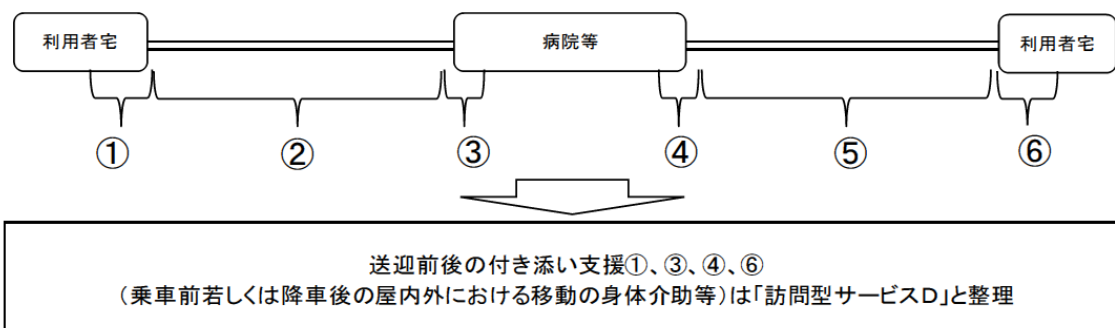 利用者宅
病院等
利用者宅
①
②
③
④
⑤
⑥
送迎前後の付き添い支援①、③、④、⑥
(乗車前若しくは降車後の屋内外における移動の身体介助等)は「訪問型サービスD」と整理